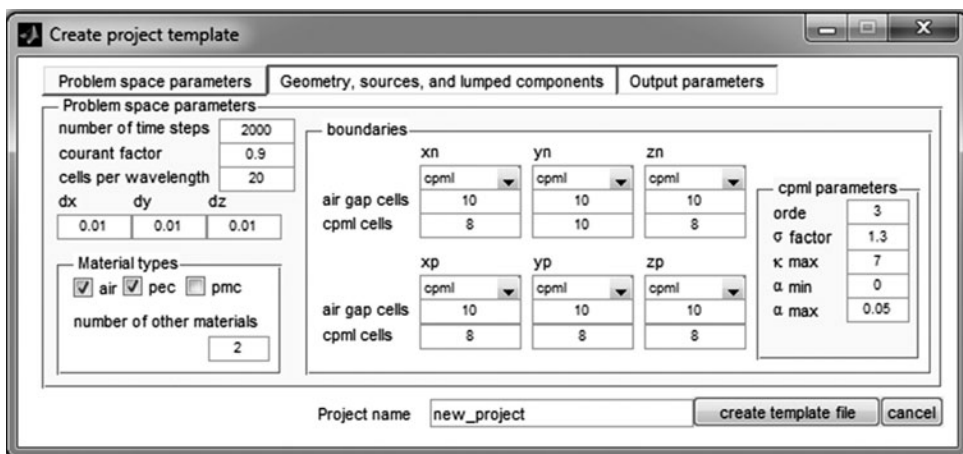 Create project template
Problem space parameters Geometry, sources, and lumped components Output parameters
Problem space parameters
number of time steps 2000
courant factor 0.9
cells per wavelength 20
dx dy dz
0.01 0.01 0.01
Material types
air pec pmc
number of other materials
2
boundaries
xn yn zn
cpml cpml cpml
air gap cells 10 10 10
cpml cells 8 10 8
xp yp zp
cpml cpml cpml
air gap cells 10 10 10
cpml cells 8 8 8
cpml parameters
orde 3
σ factor 1.3
κ max 7
α min 0
α max 0.05
Project name new_project create template file cancel